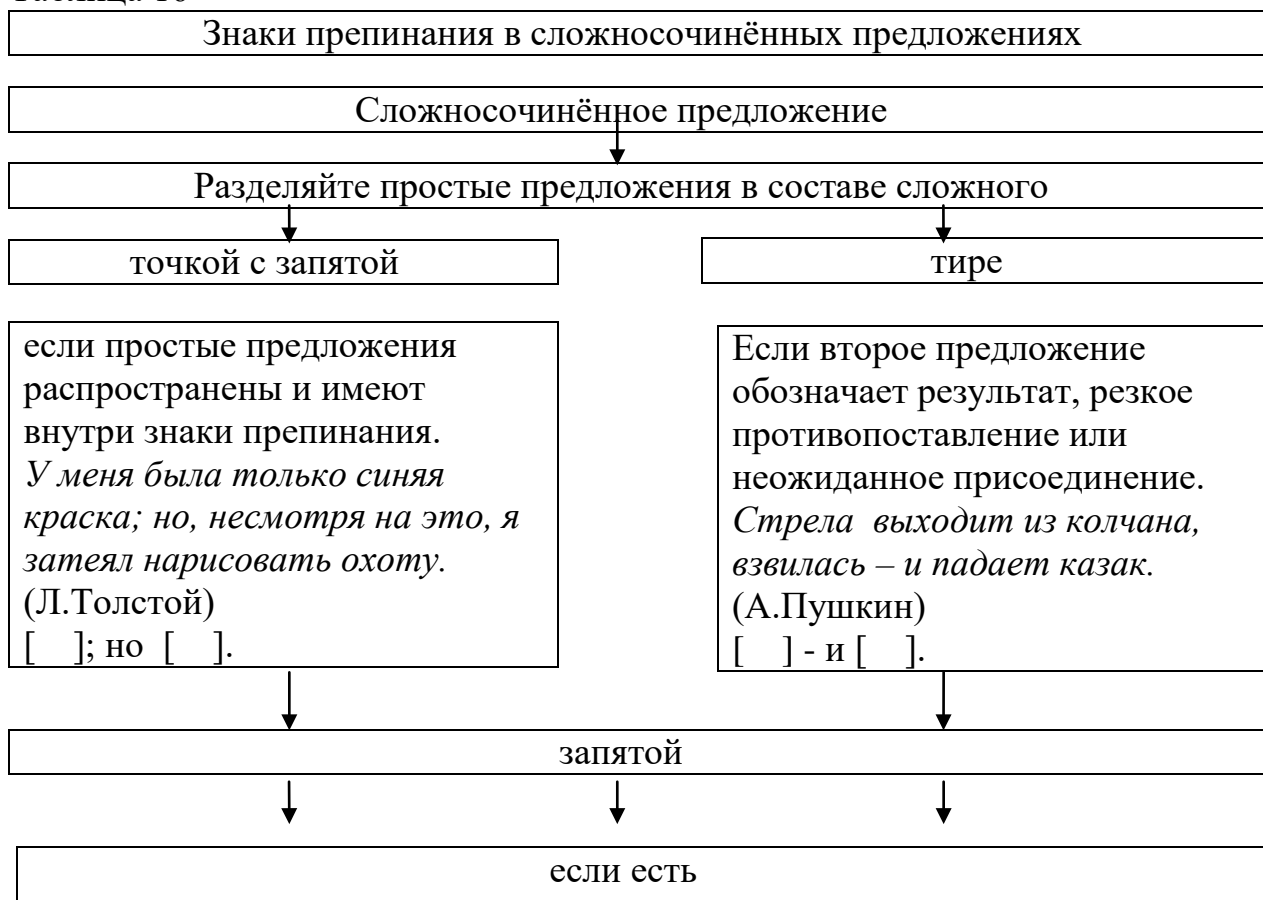 Знаки препинания в сложносочинённых предложениях
Сложносочинённое предложение
Разделяйте простые предложения в составе сложного
точкой с запятой
тире
если простые предложения
распространены и имеют
внутри знаки препинания.
У меня была только синяя
краска; но, несмотря на это, я
затеял нарисовать охоту.
(Л.Толстой)
[ ]; но [ ].
Если второе предложение
обозначает результат, резкое
противопоставление или
неожиданное присоединение.
Стрела выходит из колчана,
взвилась – и падает казак.
(А.Пушкин)
[ ] - и [ ].
запятой
если есть